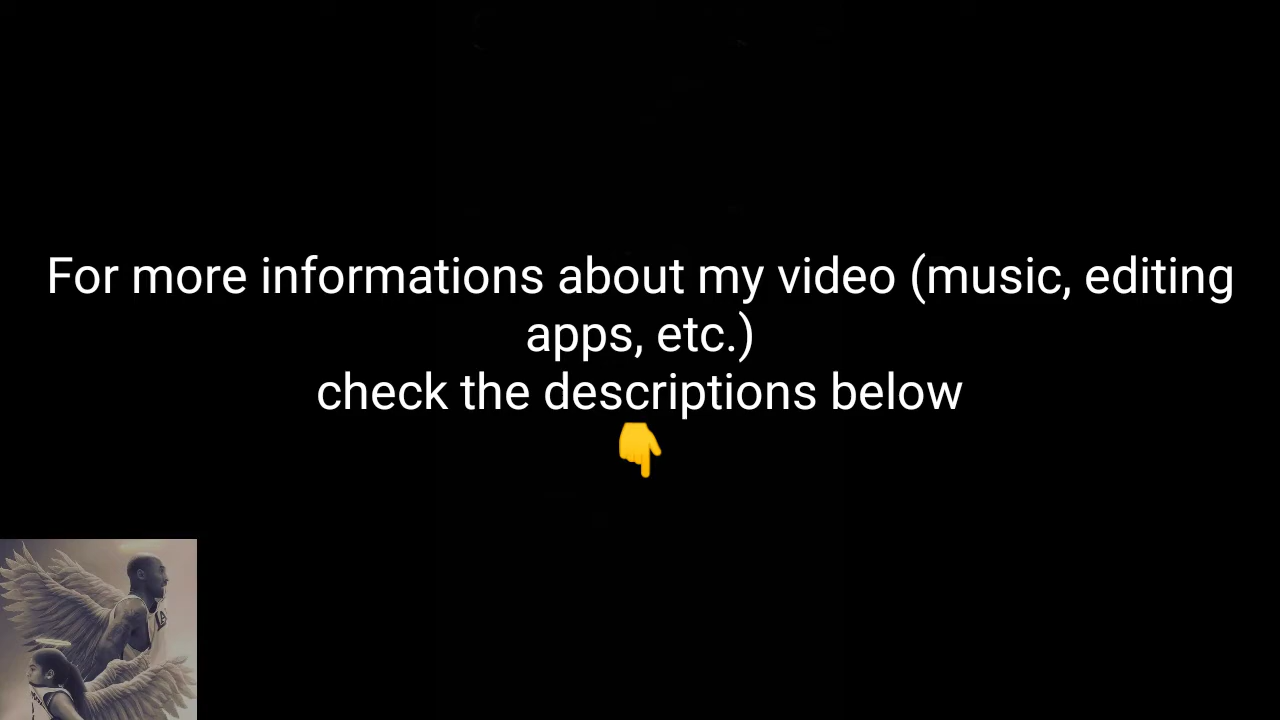 For more informations about my video (music, editing
apps, etc.)
check the descriptions below
👇